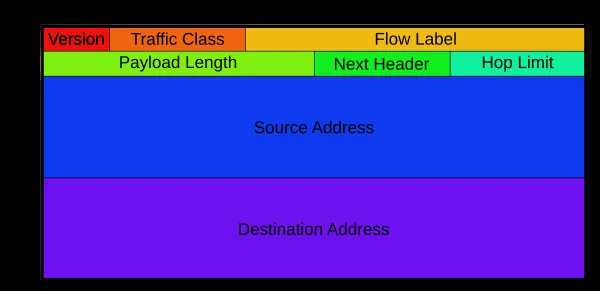 Version Traffic Class Flow Label
Payload Length Next Header Hop Limit
Source Address
Destination Address